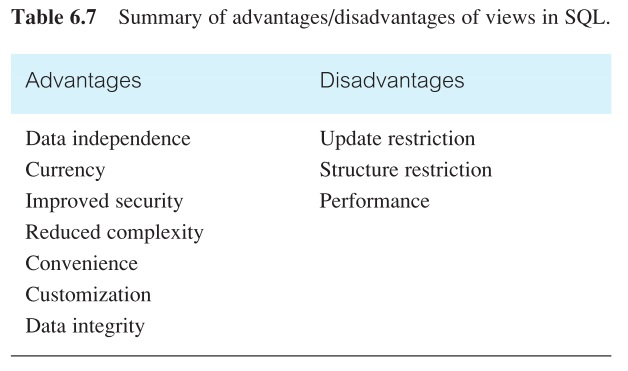 Table 6.7 Summary of advantages/disadvantages of views in SQL.
Advantages Disadvantages
Data independence Update restriction
Currency Structure restriction
Improved security Performance
Reduced complexity
Convenience
Customization
Data integrity